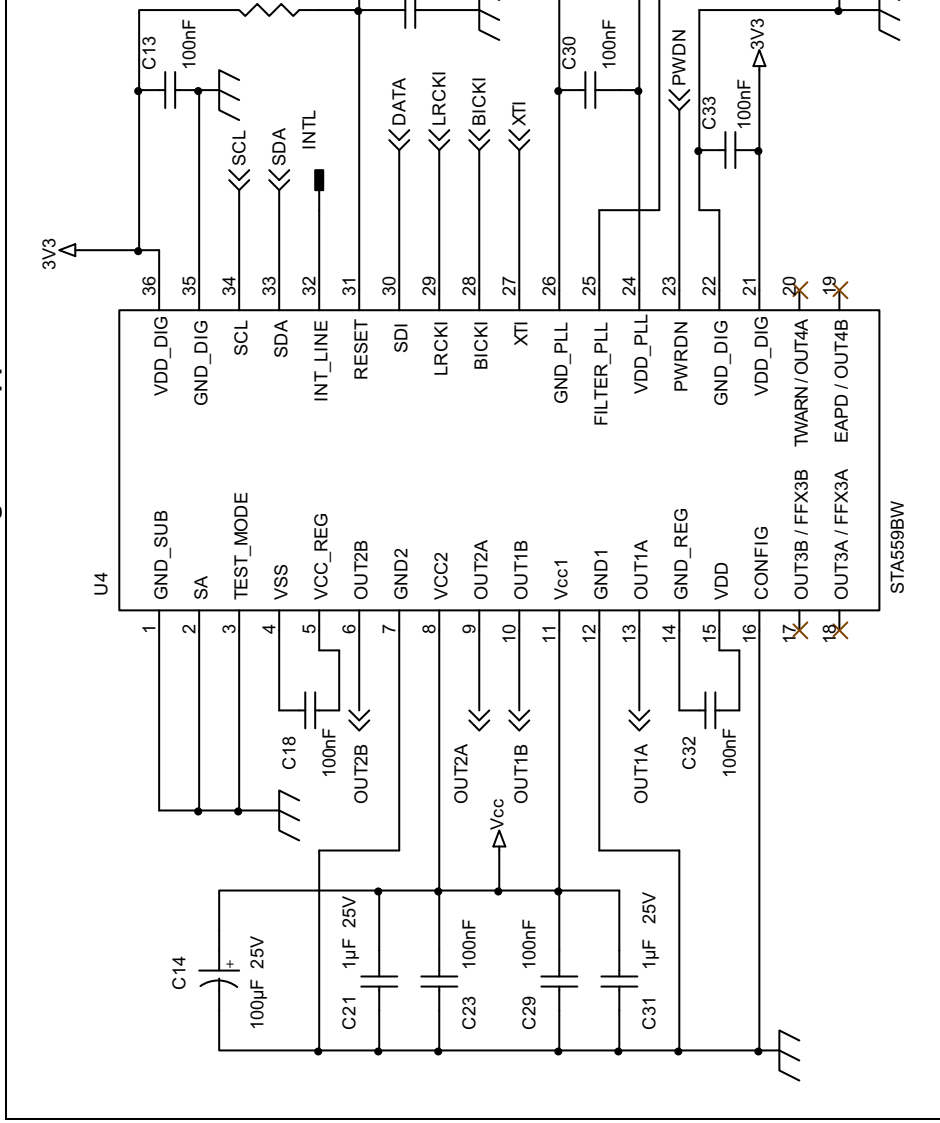 C13
100nF
SCL
SDA
INTL
DATA
LRCKI
BICKI
XTI
C30
100nF
PWDN
C33
100nF
3V3
3V3
36
35
34
33
32
31
30
29
28
27
26
25
24
23
22
21
20
19
VDD_DIG
GND_DIG
SCL
SDA
INT_LINE
RESET
SDI
LRCKI
BICKI
XTI
GND_PLL
FILTER_PLL
VDD_PLL
PWRDN
GND_DIG
VDD_DIG
TWARN / OUT4A
EAPD / OUT4B
U4
GND_SUB
SA
TEST_MODE
VSS
VCC_REG
OUT2B
GND2
VCC2
OUT2A
OUT1B
Vcc1
GND1
OUT1A
GND_REG
VDD
CONFIG
OUT3B / FFX3B
OUT3A / FFX3A
STA559BW
1
2
3
4
5
6
7
8
9
10
11
12
13
14
15
16
17
18
C18
100nF
OUT2B
OUT2A
OUT1B
OUT1A
C32
100nF
Vcc
C14
+
100µF 25V
C21
1µF 25V
C23
100nF
C29
100nF
C31
1µF 25V